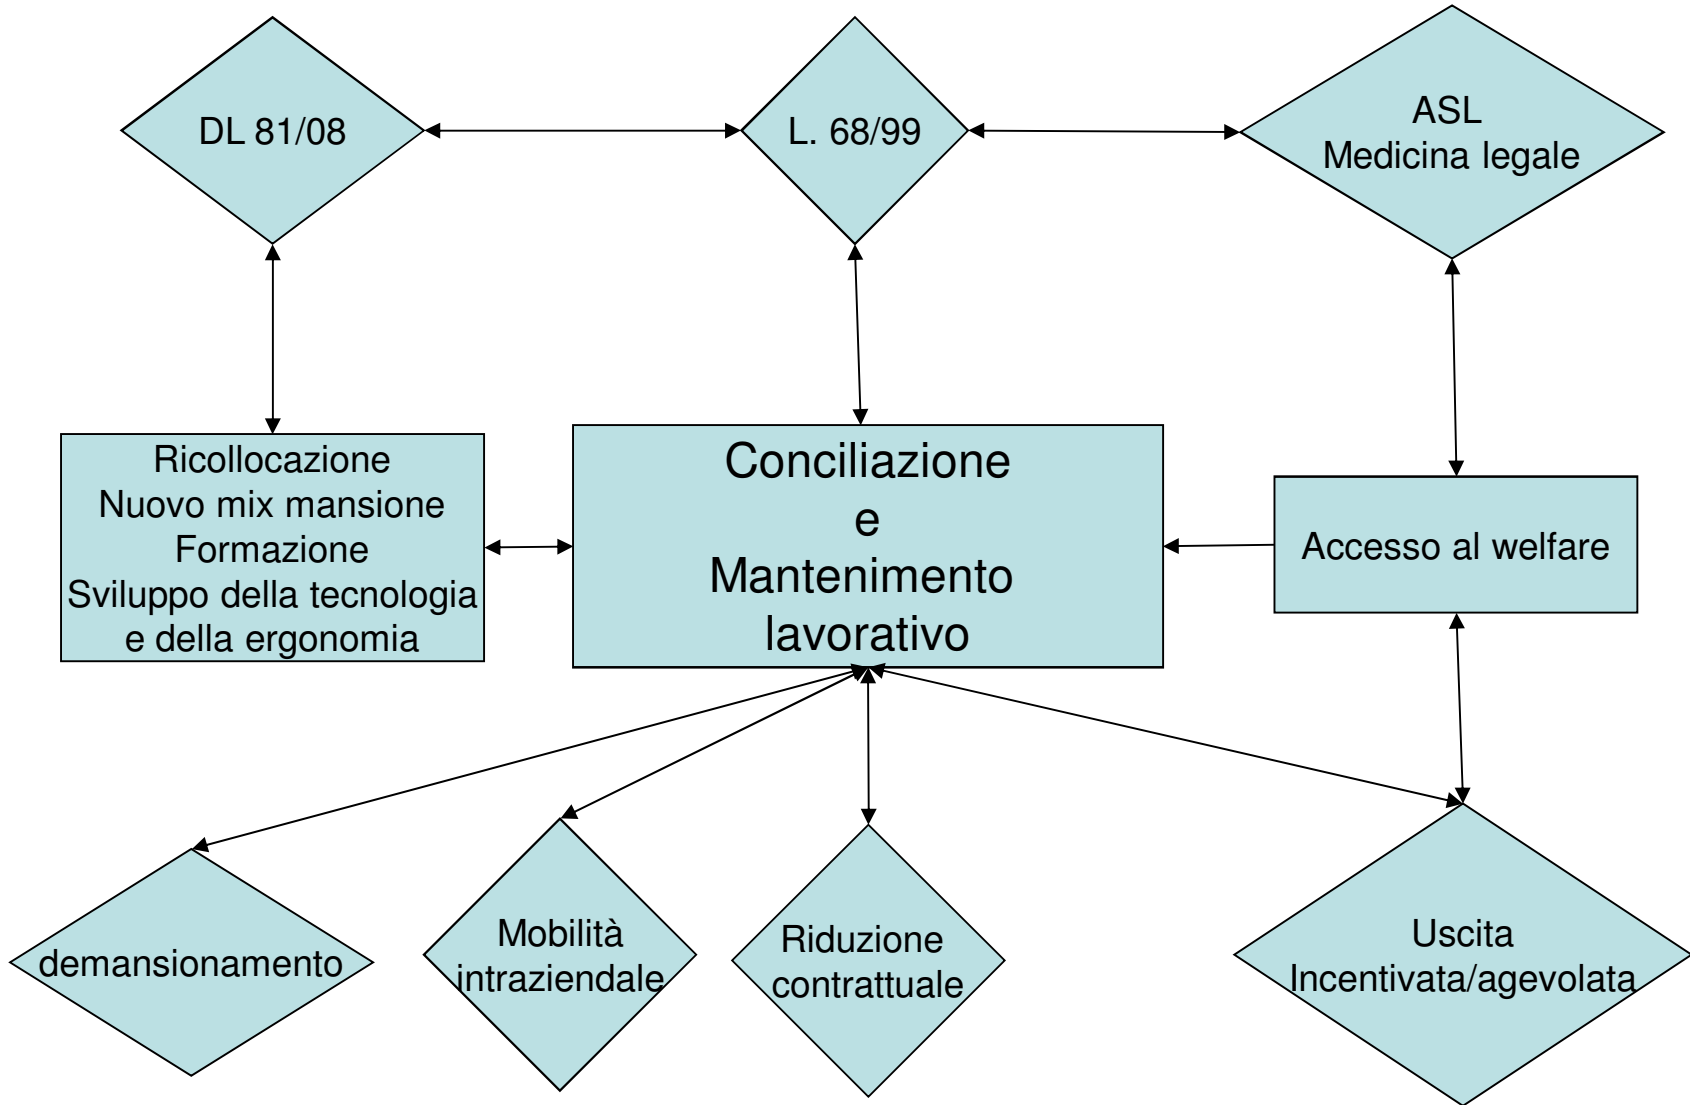 DL 81/08
L. 68/99
ASL
Medicina legale
Ricollocazione
Nuovo mix mansione
Formazione
Sviluppo della tecnologia
e della ergonomia
Conciliazione
e
Mantenimento
lavorativo
Accesso al welfare
demansionamento
Mobilità
intraziendale
Riduzione
contrattuale
Uscita
Incentivata/agevolata